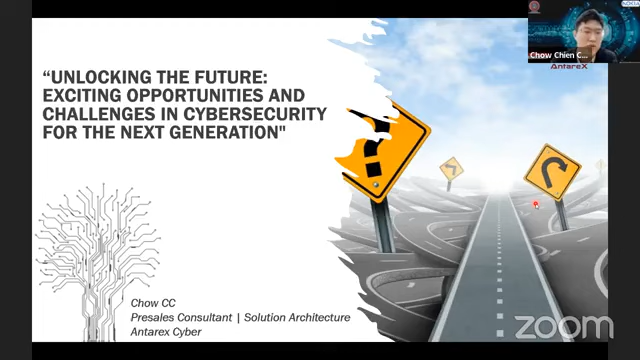 “UNLOCKING THE FUTURE:
EXCITING OPPORTUNITIES AND
CHALLENGES IN CYBERSECURITY
FOR THE NEXT GENERATION"
Chow CC
Presales Consultant | Solution Architecture
Antarex Cyber
NOKIA
Chow Chien C...
AntareX
zoom